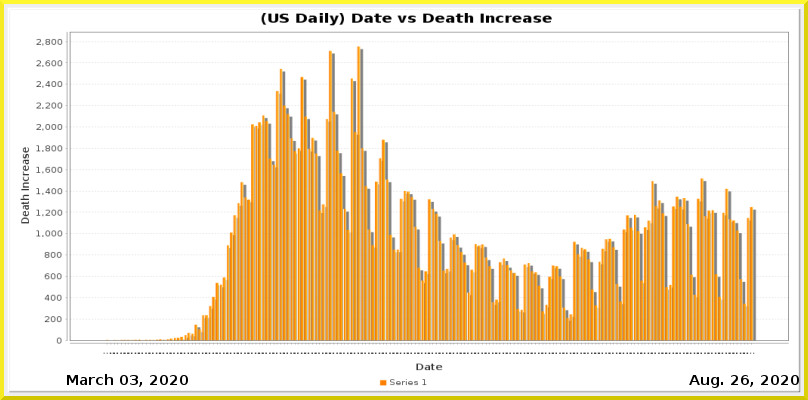 (US Daily) Date vs Death Increase
2,800
2,600
2,400
2,200
2,000
1,800
1,600
1,400
1,200
1,000
800
600
400
200
0
Death Increase
Date
March 03, 2020
Series 1
Aug. 26, 2020